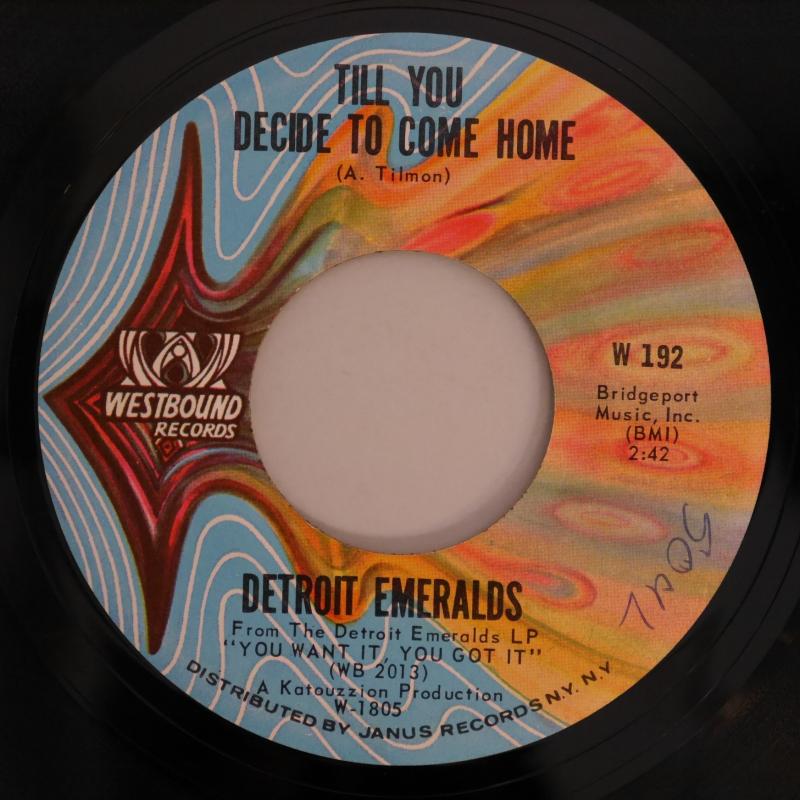 TILL YOU
DECIDE TO COME HOME
(A. Tilmon)
WESTBOUND
RECORDS
W 192
Bridgeport
Music, Inc.
(BMI)
2:42
SOUL
DETROIT EMERALDS
From The Detroit Emeralds LP
"YOU WANT IT, YOU GOT IT"
(WB 2013)
A Katouzzion Production
W-1805
DISTRIBUTED BY JANUS RECORDS N.Y. N.Y